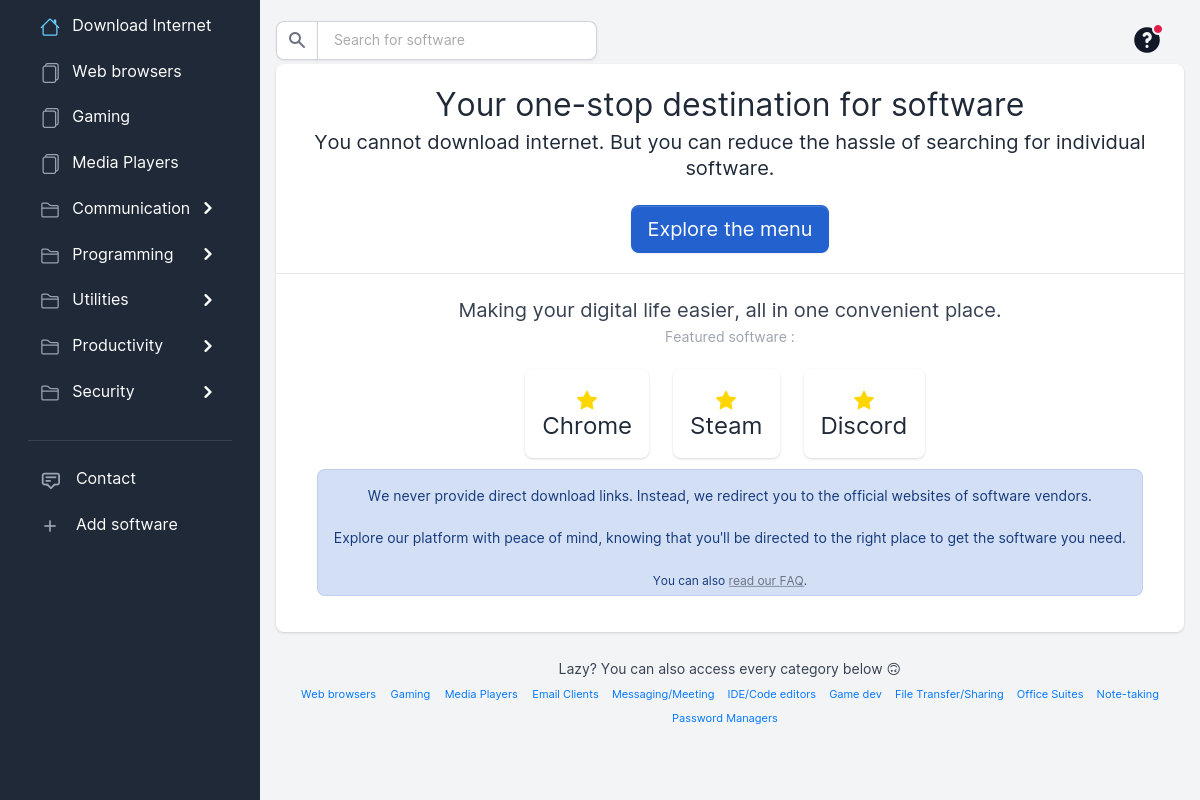 Download Internet
Web browsers
Gaming
Media Players
Communication
Programming
Utilities
Productivity
Security
Contact
Add software
Search for software
?
Your one-stop destination for software
You cannot download internet. But you can reduce the hassle of searching for individual
software.
Explore the menu
Making your digital life easier, all in one convenient place.
Featured software :
Chrome
Steam
Discord
We never provide direct download links. Instead, we redirect you to the official websites of software vendors.
Explore our platform with peace of mind, knowing that you'll be directed to the right place to get the software you need.
You can also read our FAQ.
Lazy? You can also access every category below 🙃
Web browsers Gaming Media Players Email Clients Messaging/Meeting IDE/Code editors Game dev File Transfer/Sharing Office Suites Note-taking
Password Managers